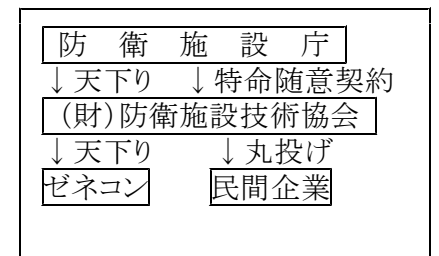 防　衛　施　設　庁
↓天下り　↓特命随意契約
(財)防衛施設技術協会
↓天下り　　↓丸投げ
ゼネコン　　民間企業